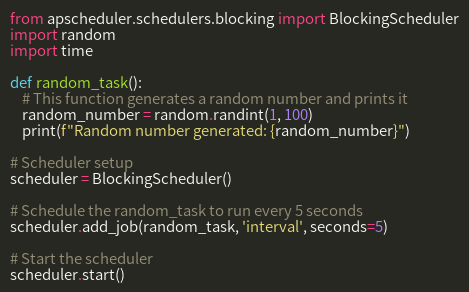 from apscheduler.schedulers.blocking import BlockingScheduler
import random
import time
def random_task():
# This function generates a random number and prints it
random_number = random.randint(1, 100)
print(f"Random number generated: {random_number}")
# Scheduler setup
scheduler = BlockingScheduler()
# Schedule the random_task to run every 5 seconds
scheduler.add_job(random_task, 'interval', seconds=5)
# Start the scheduler
scheduler.start()